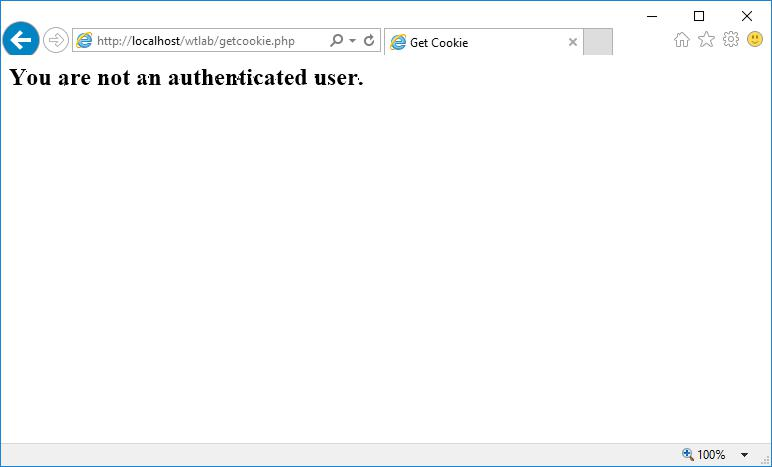 http://localhost/wtlab/getcookie.php
Get Cookie
You are not an authenticated user.
100%